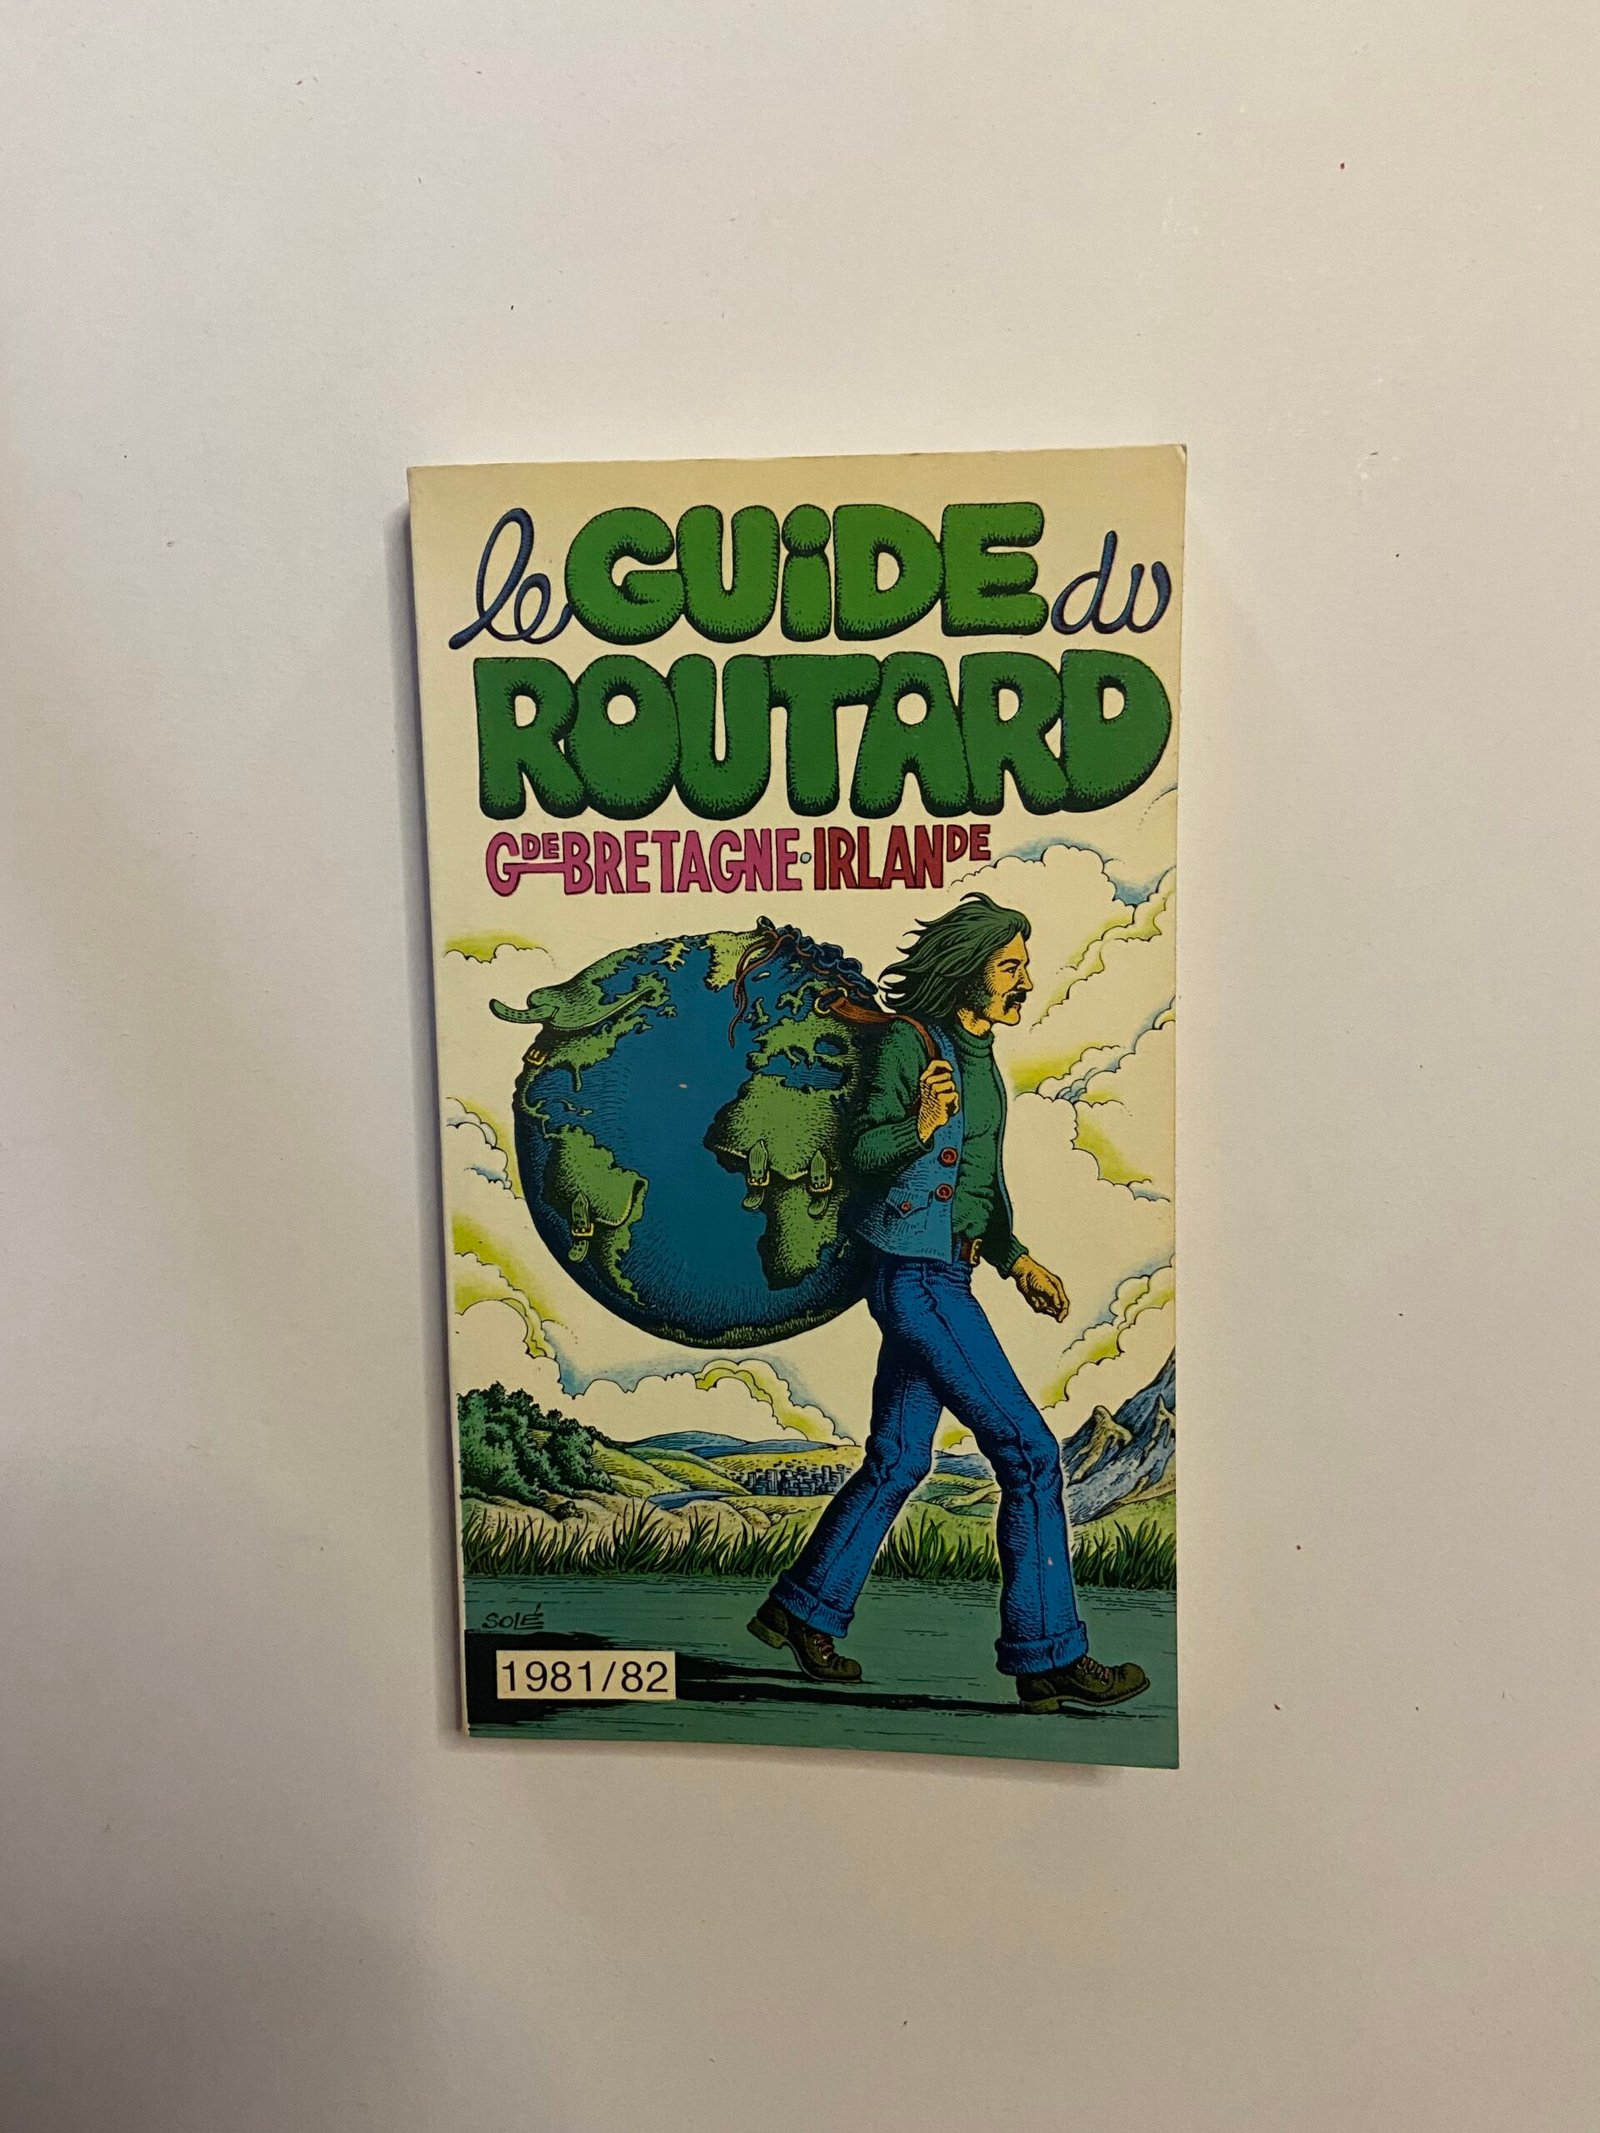 le GUiDE du
ROUTARD
GDE BRETAGNE·IRLANDE
SOLÉ
1981/82